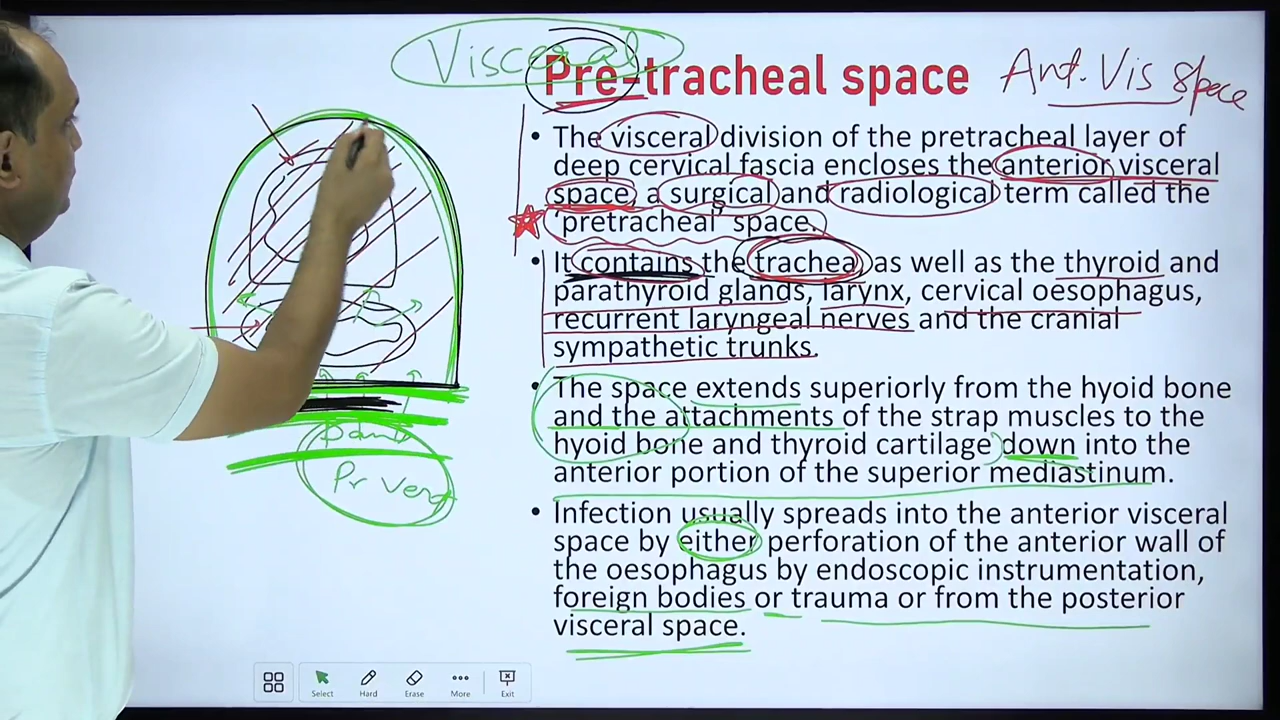 Visceral
Pre-tracheal space
Ant. Vis space
• The visceral division of the pretracheal layer of
deep cervical fascia encloses the anterior visceral
space, a surgical and radiological term called the
'pretracheal' space.
• It contains the trachea, as well as the thyroid and
parathyroid glands, larynx, cervical oesophagus,
recurrent laryngeal nerves and the cranial
sympathetic trunks.
• The space extends superiorly from the hyoid bone
and the attachments of the strap muscles to the
hyoid bone and thyroid cartilage down into the
anterior portion of the superior mediastinum.
• Infection usually spreads into the anterior visceral
space by either perforation of the anterior wall of
the oesophagus by endoscopic instrumentation,
foreign bodies or trauma or from the posterior
visceral space.
Pr vert
Select Hard Erase More Exit